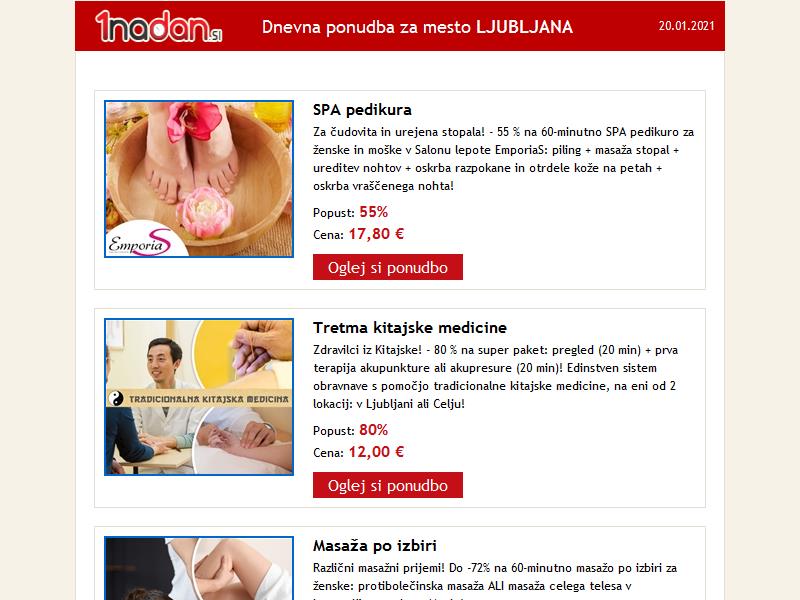 1nadan.si
Dnevna ponudba za mesto LJUBLJANA
20.01.2021
SPA pedikura
Za čudovita in urejena stopala! - 55 % na 60-minutno SPA pedikuro za
ženske in moške v Salonu lepote EmporiaS: piling + masaža stopal +
ureditev nohtov + oskrba razpokane in otrdele kože na petah +
oskrba vraščenega nohta!
Popust: 55%
Cena: 17,80 €
Oglej si ponudbo
EmporiaS
Tretma kitajske medicine
Zdravilci iz Kitajske! - 80 % na super paket: pregled (20 min) + prva
terapija akupunkture ali akupresure (20 min)! Edinstven sistem
obravnave s pomočjo tradicionalne kitajske medicine, na eni od 2
lokacij: v Ljubljani ali Celju!
Popust: 80%
Cena: 12,00 €
Oglej si ponudbo
TRADICIONALNA KITAJSKA MEDICINA
Masaža po izbiri
Različni masažni prijemi! Do -72% na 60-minutno masažo po izbiri za
ženske: protibolečinska masaža ALI masaža celega telesa v